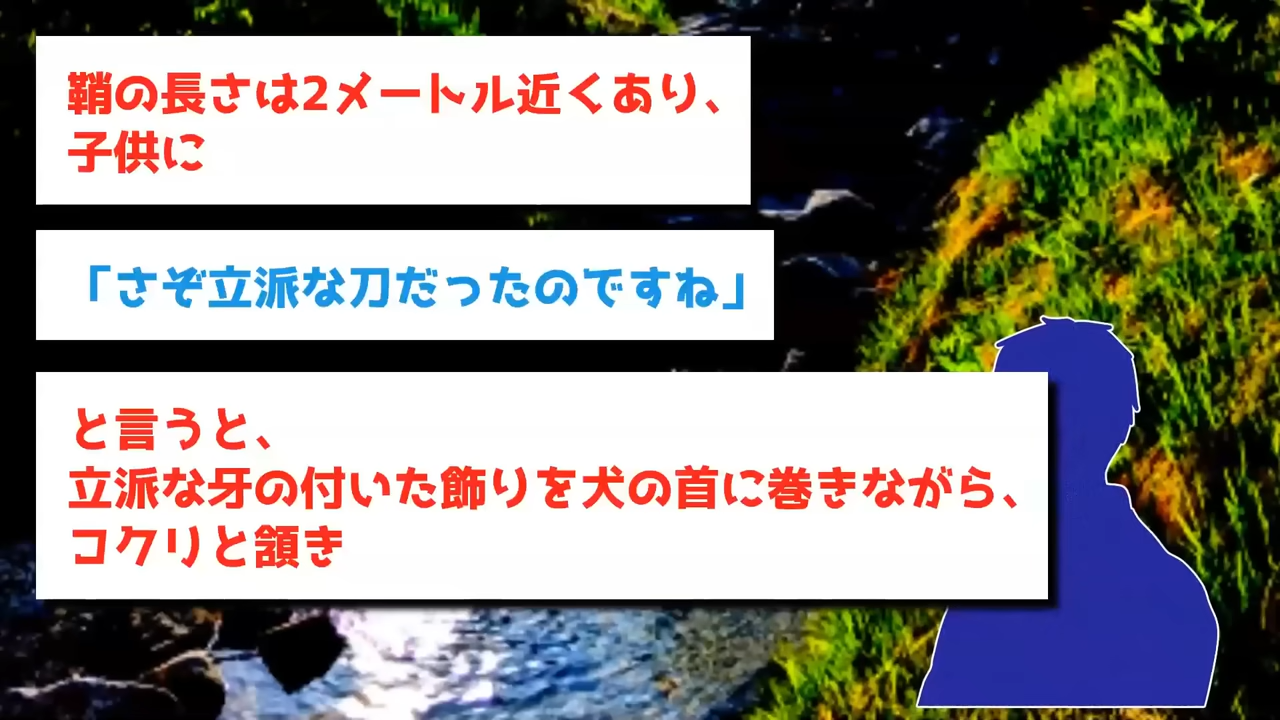 鞘の長さは2メートル近くあり、
子供に
「さぞ立派な刀だったのですね」
と言うと、
立派な牙の付いた飾りを犬の首に巻きながら、
コクリと頷き